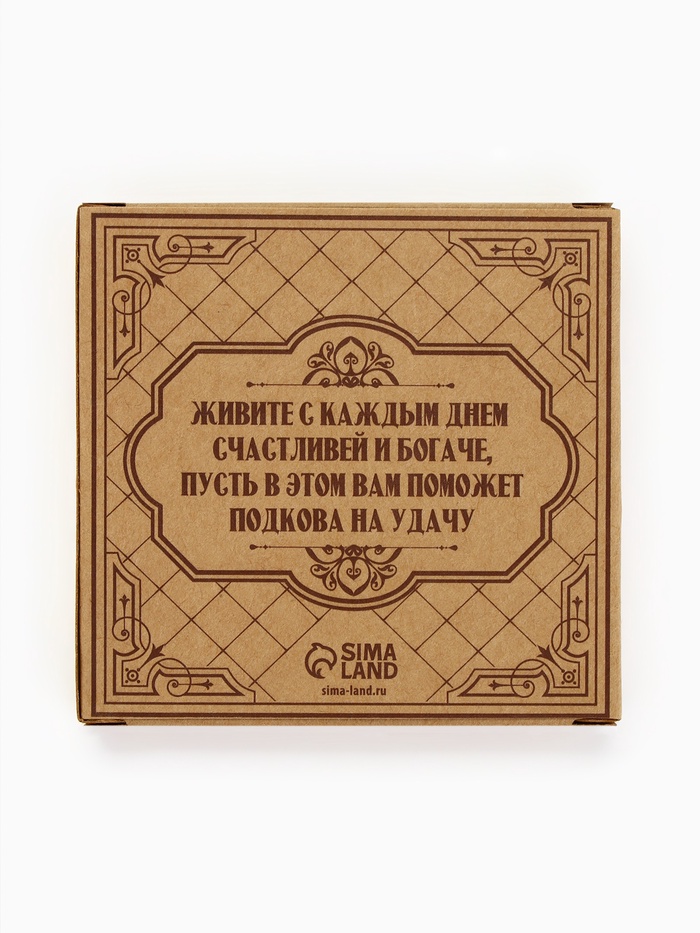 ЖИВИТЕ С КАЖДЫМ ДНЕМ
СЧАСТЛИВЕЙ И БОГАЧЕ,
ПУСТЬ В ЭТОМ ВАМ ПОМОЖЕТ
ПОДКОВА НА УДАЧУ
SIMA
LAND
sima-land.ru